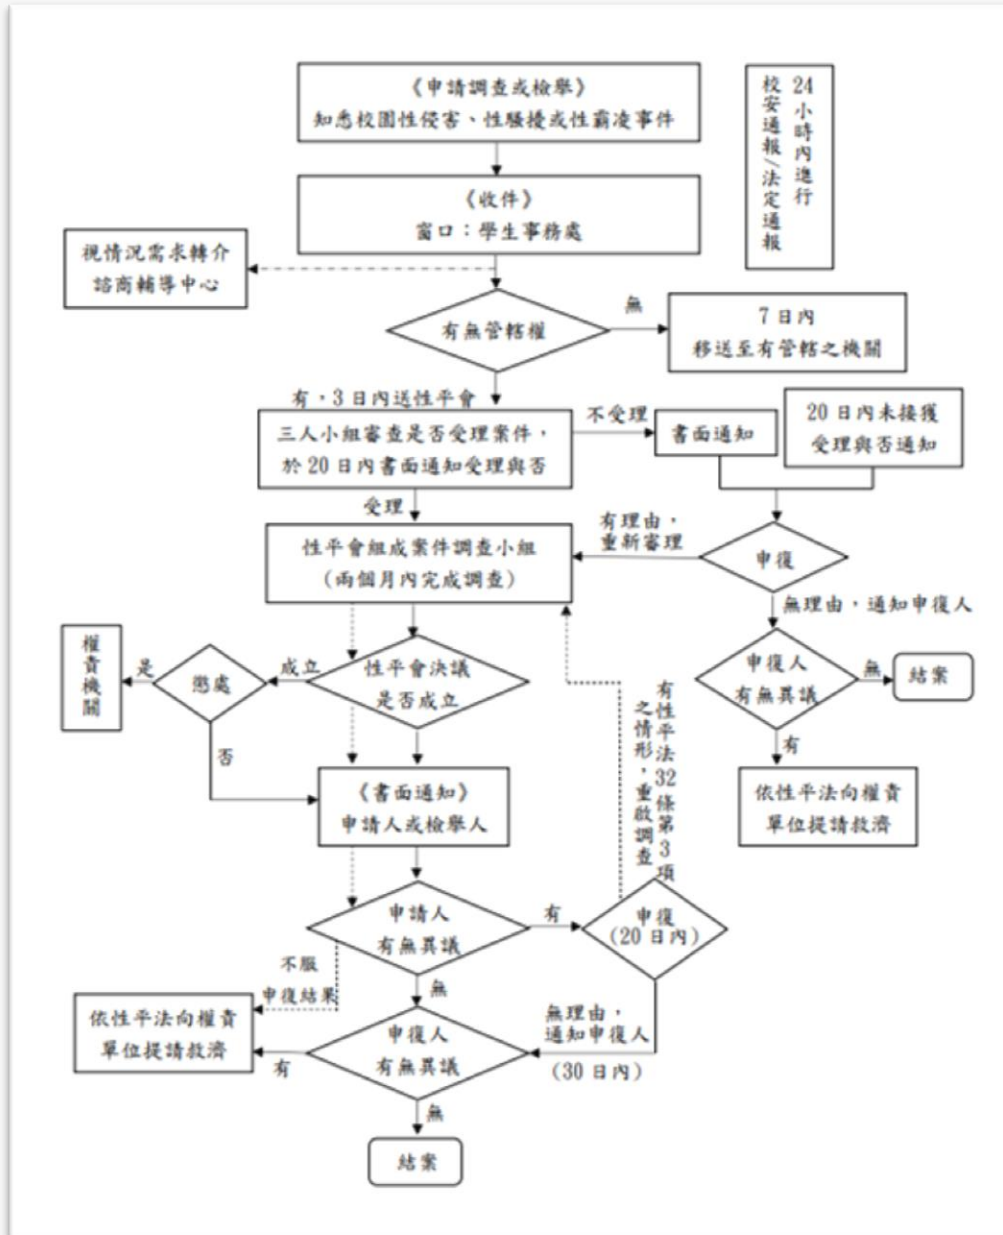 《申請調查或檢舉》
知悉校園性侵害、性騷擾或性霸凌事件
24小時內進行
校安通報/法定通報
《收件》
窗口：學生事務處
視情況需求轉介
諮商輔導中心
有無管轄權
無
7 日內
移送至有管轄之機關
有，3 日內送性平會
三人小組審查是否受理案件，
於 20 日內書面通知受理與否
不受理
書面通知
20 日內未接獲
受理與否通知
受理
性平會組成案件調查小組
(兩個月內完成調查)
有理由，
重新審理
申復
無理由，通知申復人
申復人
有無異議
無
結案
有
依性平法向權責
單位提請救濟
性平會決議
是否成立
成立
懲處
是
權責機關
否
《書面通知》
申請人或檢舉人
有性平法32條第3項
之情形，重啟調查
申請人
有無異議
有
申復
(20 日內)
不服
申復結果
無
無理由，
通知申復人
(30 日內)
申復人
有無異議
有
依性平法向權責
單位提請救濟
無
結案